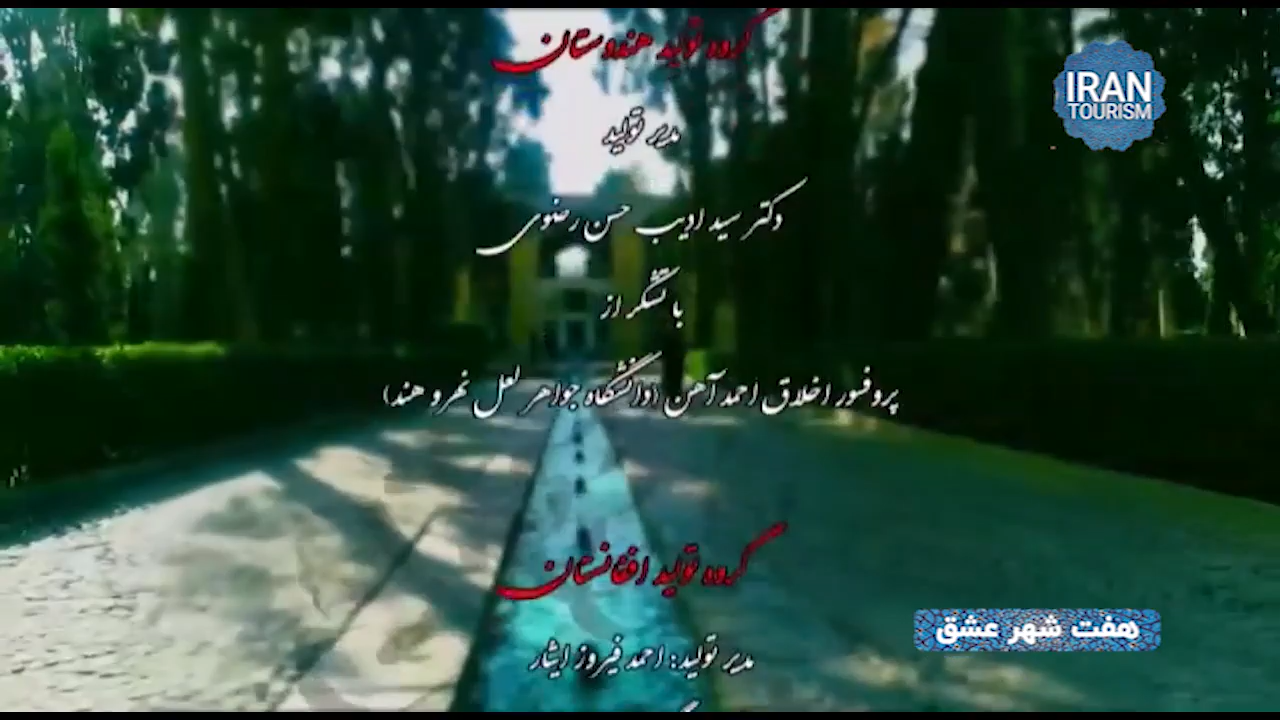 گروه تولید هندوستان
IRAN
TOURISM
مدیر تولید
دکتر سید ادیب حسن رضوی
با تشکر از
پروفسور اخلاق احمد آهن (دانشگاه جواهر لعل نهرو هند)
گروه تولید افغانستان
هفت شهر عشق
مدیر تولید: احمد فیروز ایثار